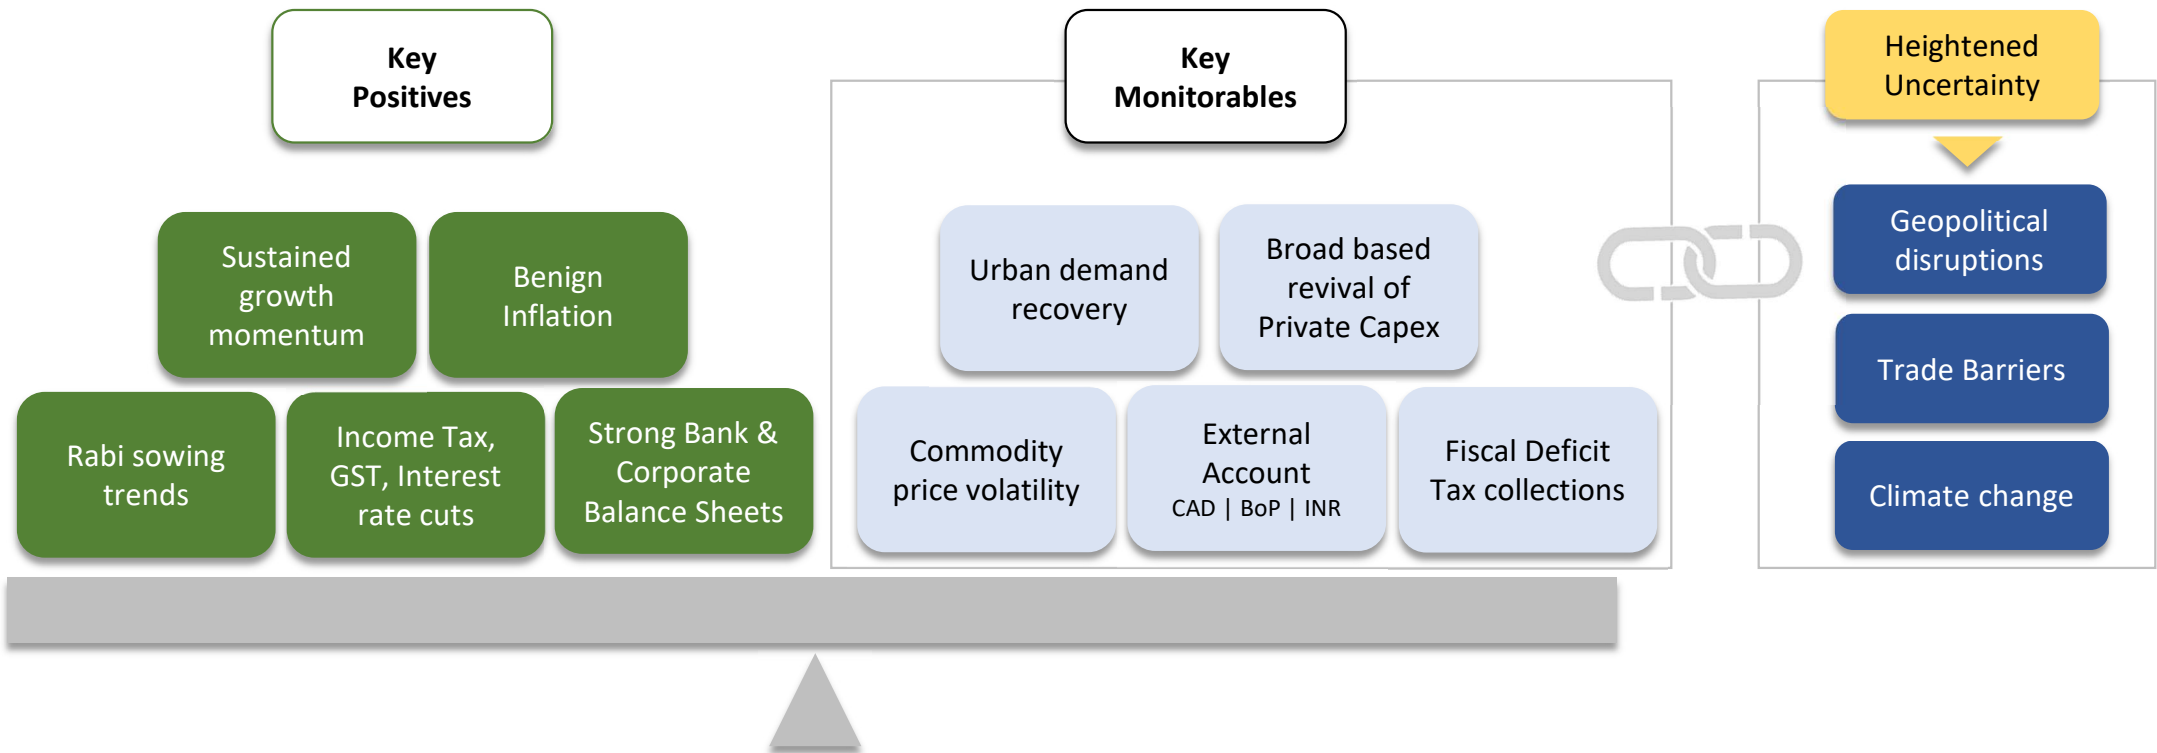 Key
Positives
Sustained
growth
momentum
Benign
Inflation
Rabi sowing
trends
Income Tax,
GST, Interest
rate cuts
Strong Bank &
Corporate
Balance Sheets
Key
Monitorables
Urban demand
recovery
Broad based
revival of
Private Capex
Commodity
price volatility
External
Account
CAD | BoP | INR
Fiscal Deficit
Tax collections
Heightened
Uncertainty
Geopolitical
disruptions
Trade Barriers
Climate change